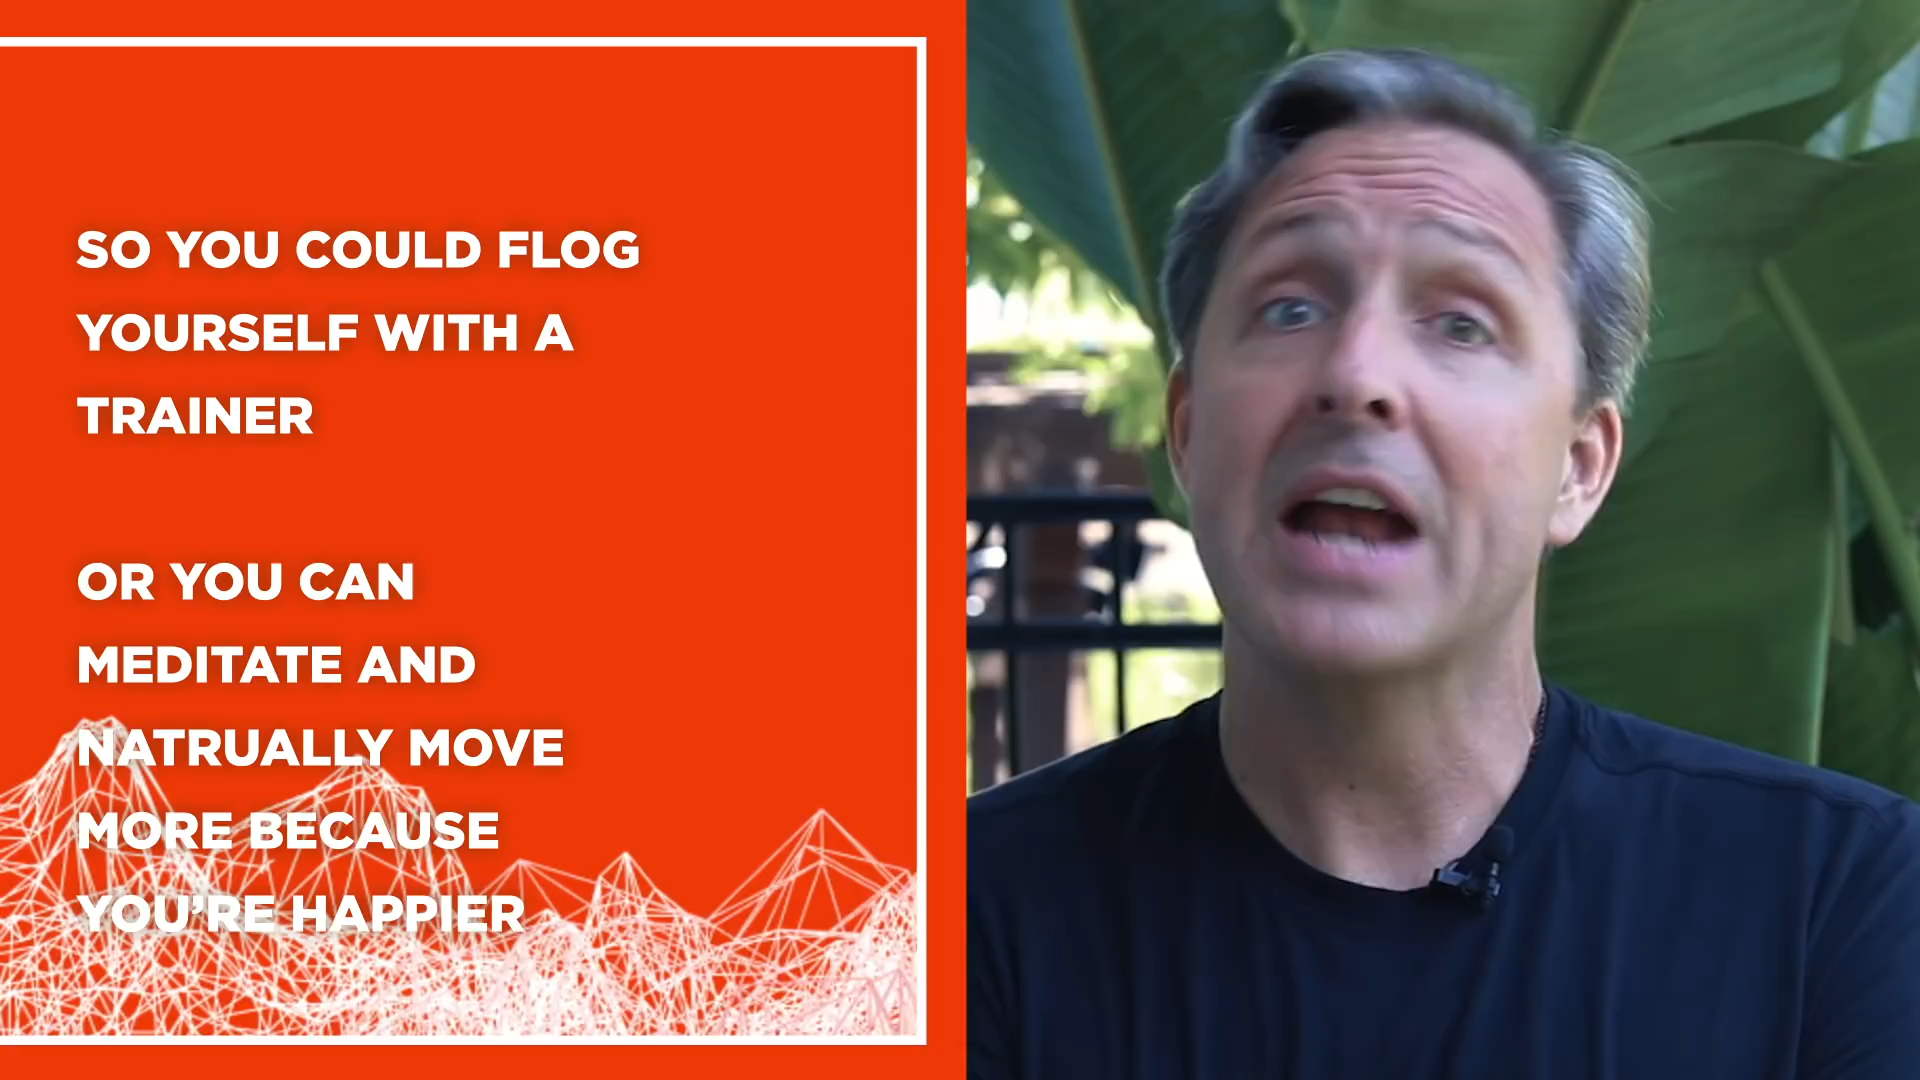 SO YOU COULD FLOG
YOURSELF WITH A
TRAINER
OR YOU CAN
MEDITATE AND
NATRUALLY MOVE
MORE BECAUSE
YOU'RE HAPPIER